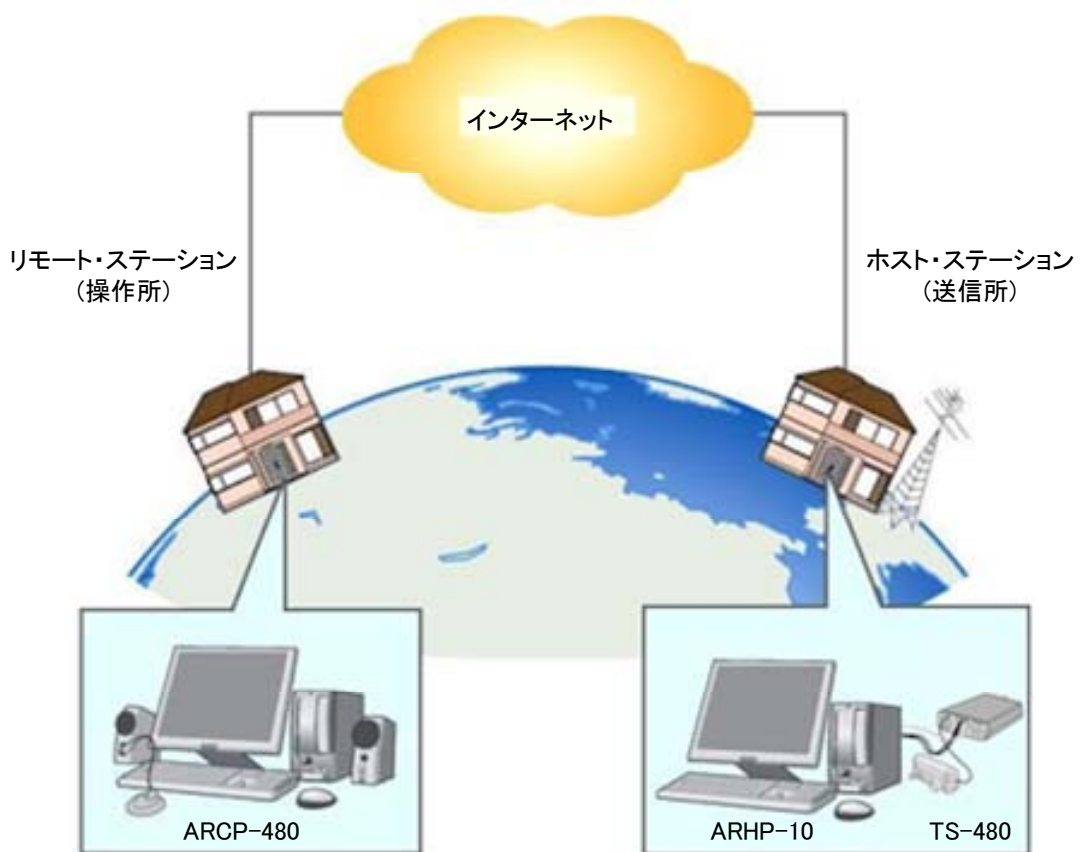 インターネット
リモート・ステーション
(操作所)
ホスト・ステーション
(送信所)
ARCP-480
ARHP-10
TS-480